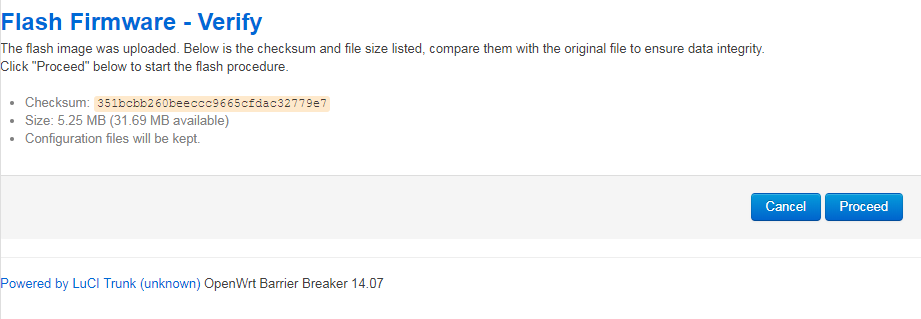 Flash Firmware - Verify
The flash image was uploaded. Below is the checksum and file size listed, compare them with the original file to ensure data integrity.
Click "Proceed" below to start the flash procedure.
Checksum: 351bcbb260beeccc9665cfdac32779e7
Size: 5.25 MB (31.69 MB available)
Configuration files will be kept.
Cancel Proceed
Powered by LuCI Trunk (unknown) OpenWrt Barrier Breaker 14.07